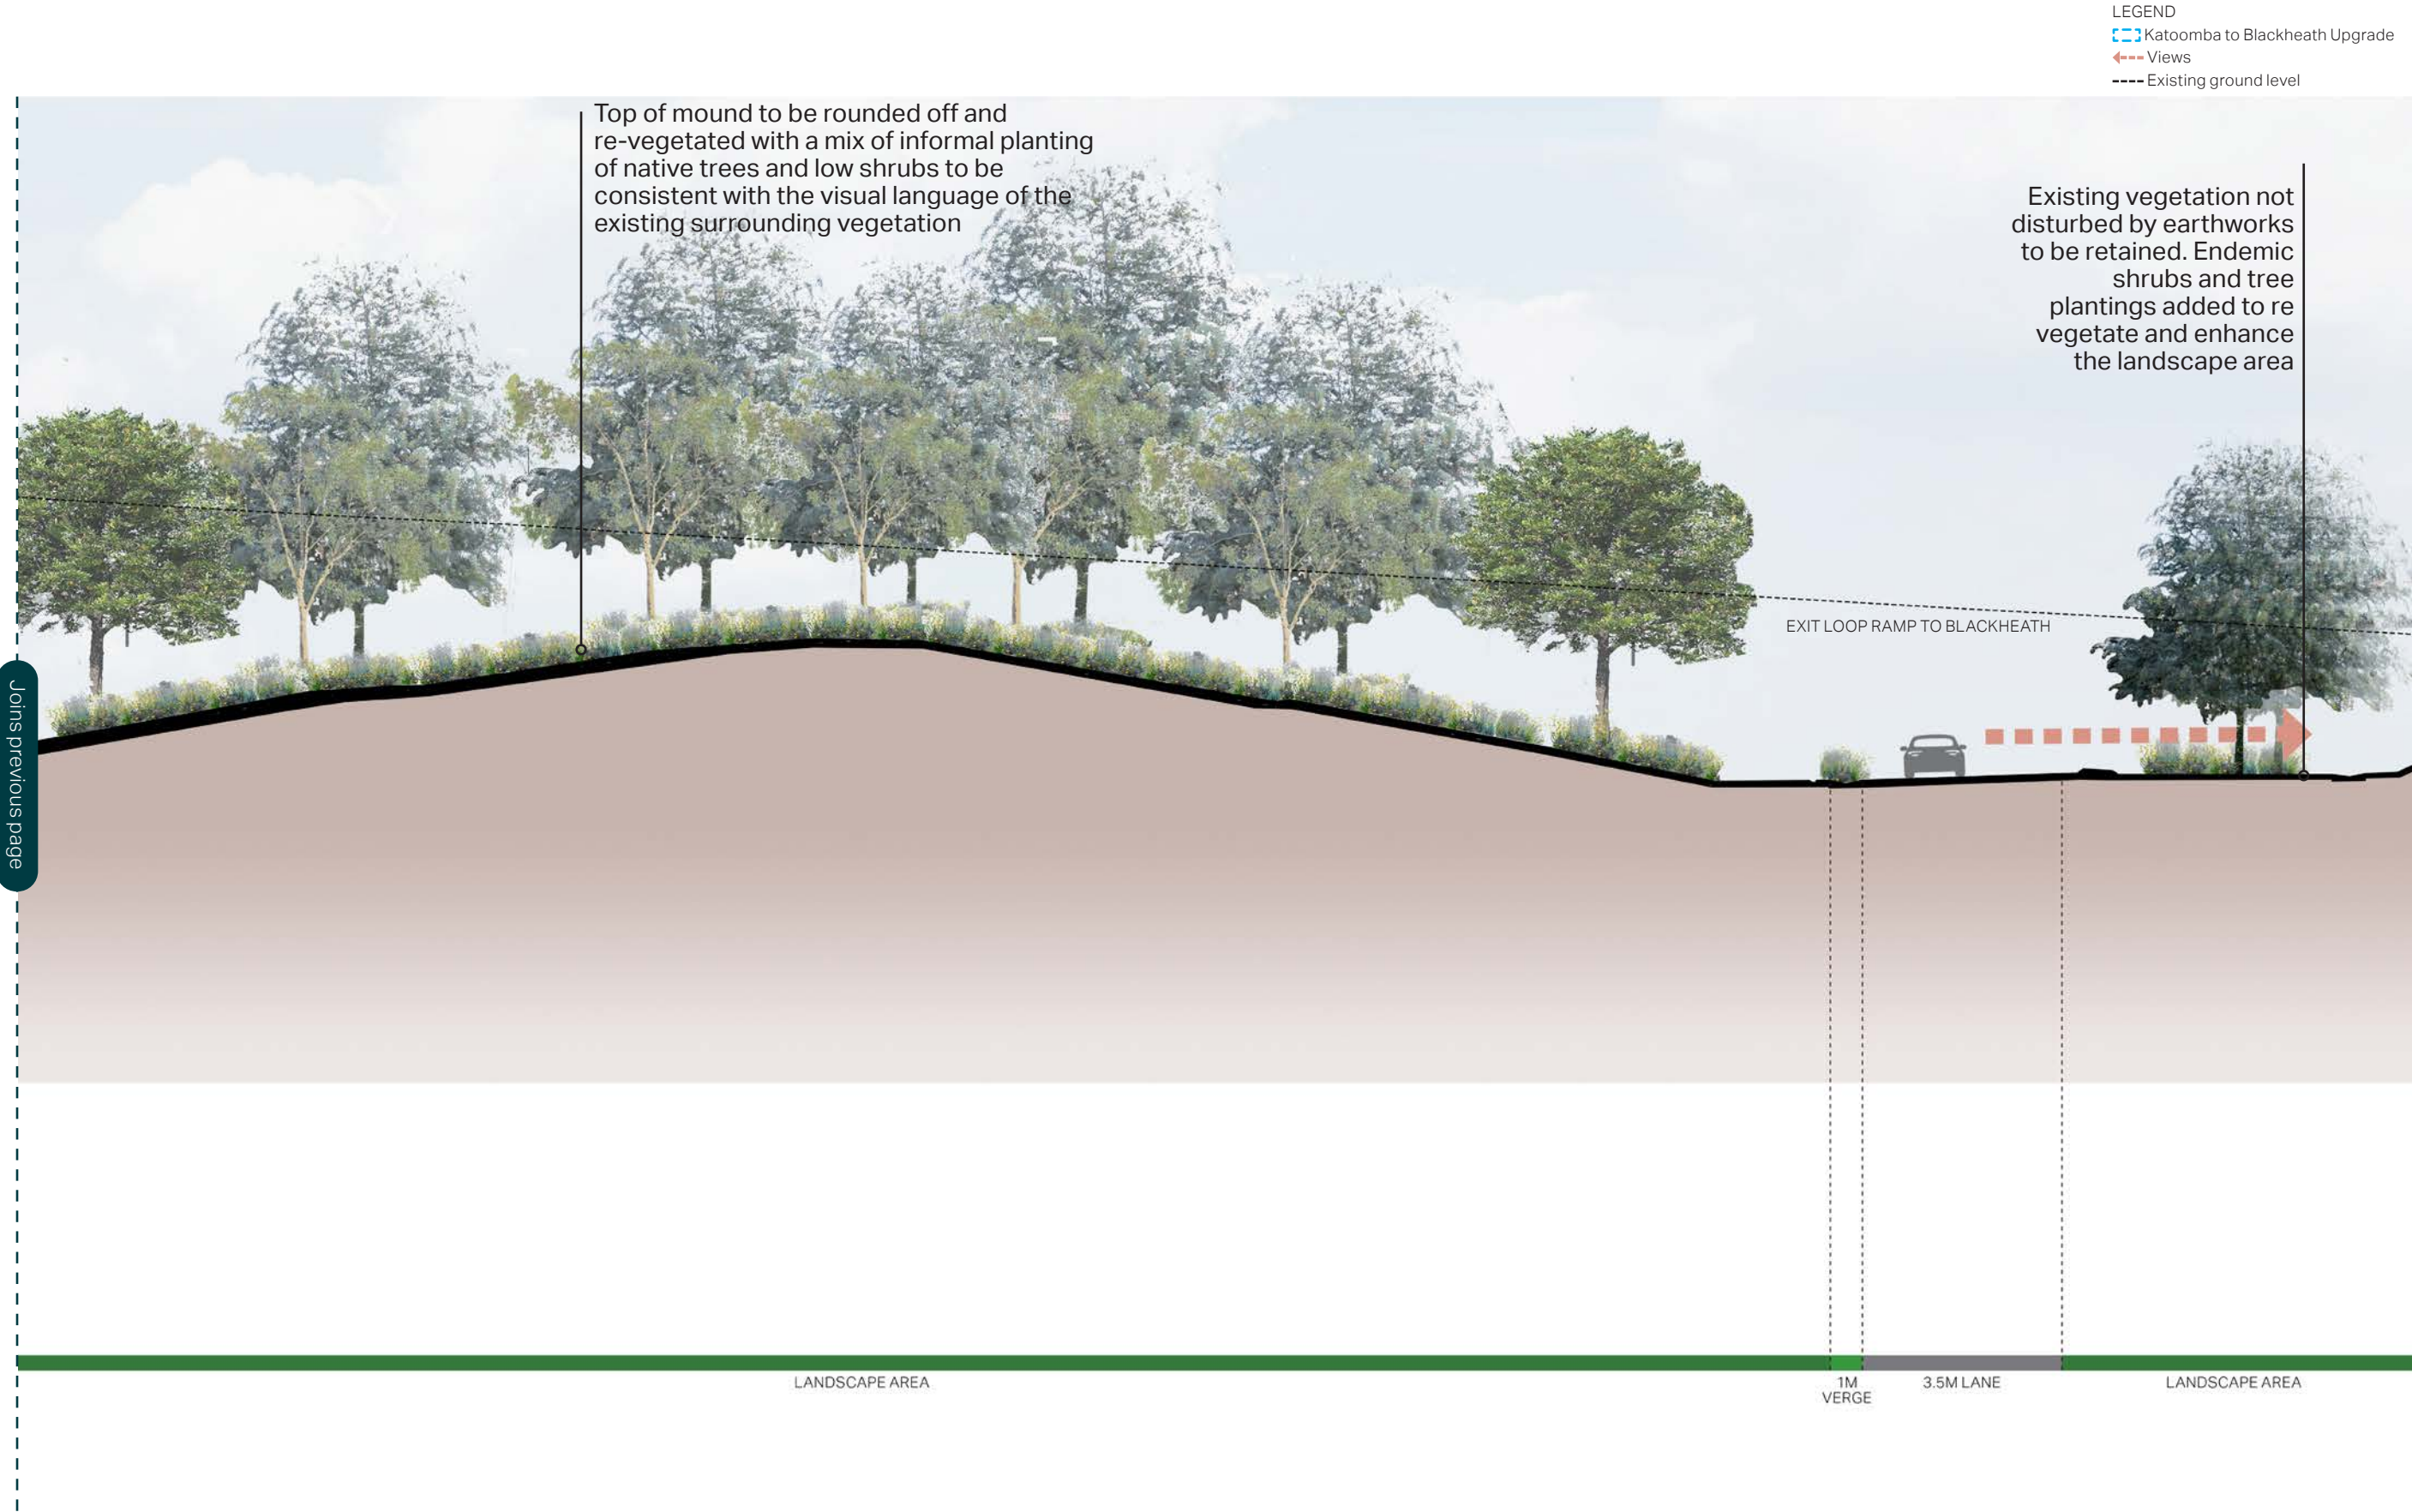 LEGEND
Katoomba to Blackheath Upgrade
Views
Existing ground level
Top of mound to be rounded off and
re-vegetated with a mix of informal planting
of native trees and low shrubs to be
consistent with the visual language of the
existing surrounding vegetation
Existing vegetation not
disturbed by earthworks
to be retained. Endemic
shrubs and tree
plantings added to re
vegetate and enhance
the landscape area
EXIT LOOP RAMP TO BLACKHEATH
Joins previous page
LANDSCAPE AREA
1M
VERGE
3.5M LANE
LANDSCAPE AREA